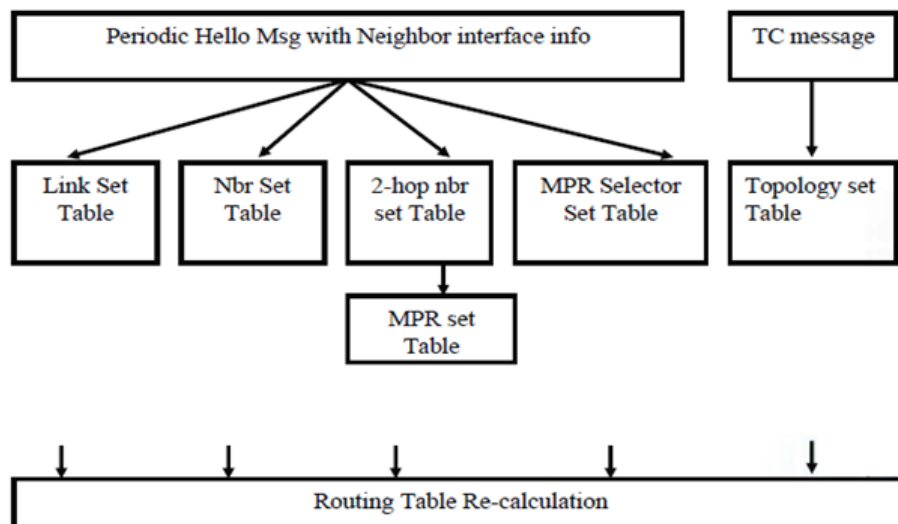 Periodic Hello Msg with Neighbor interface info
TC message
Link Set
Table
Nbr Set
Table
2-hop nbr
set Table
MPR Selector
Set Table
Topology set
Table
MPR set
Table
Routing Table Re-calculation